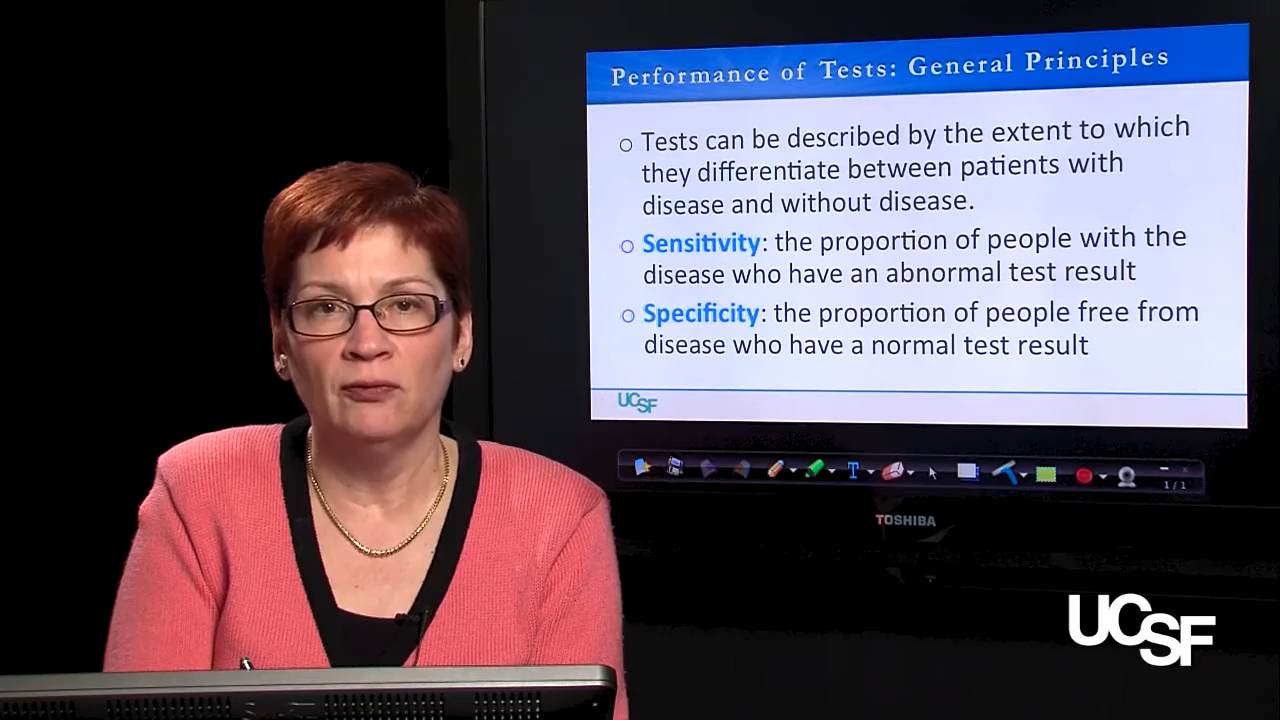 Performance of Tests: General Principles
○ Tests can be described by the extent to which
they differentiate between patients with
disease and without disease.
○ Sensitivity: the proportion of people with the
disease who have an abnormal test result
○ Specificity: the proportion of people free from
disease who have a normal test result
UCSF
T
1/1
TOSHIBA
UCSF